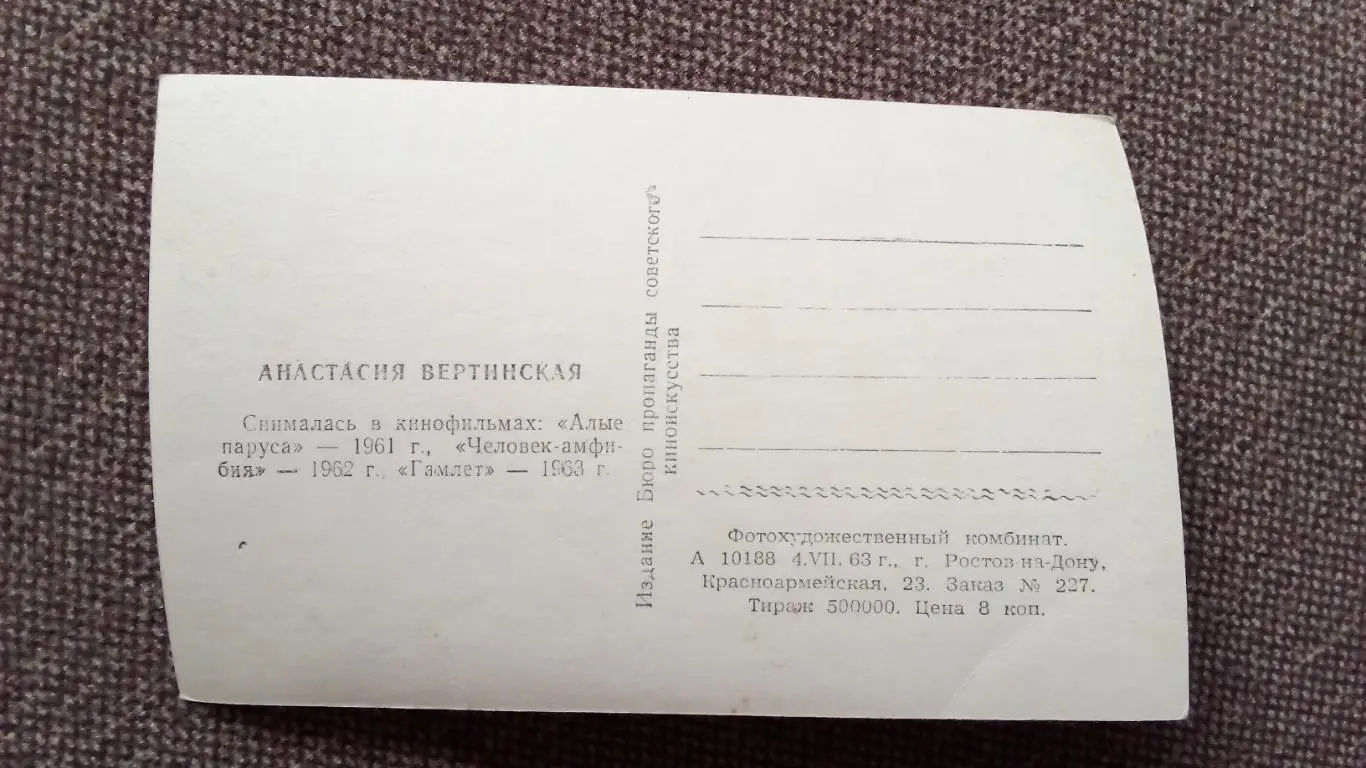 АНАСТАСИЯ ВЕРТИНСКАЯ
Снималась в кинофильмах: «Алые
паруса» — 1961 г., «Человек-амфи-
бия» — 1962 г., «Гамлет» — 1963 г.
Издание Бюро пропаганды советского
киноискусства
Фотохудожественный комбинат.
А 10188 4.VII. 63 г., г. Ростов-на-Дону,
Красноармейская, 23. Заказ № 227.
Тираж 500000. Цена 8 коп.